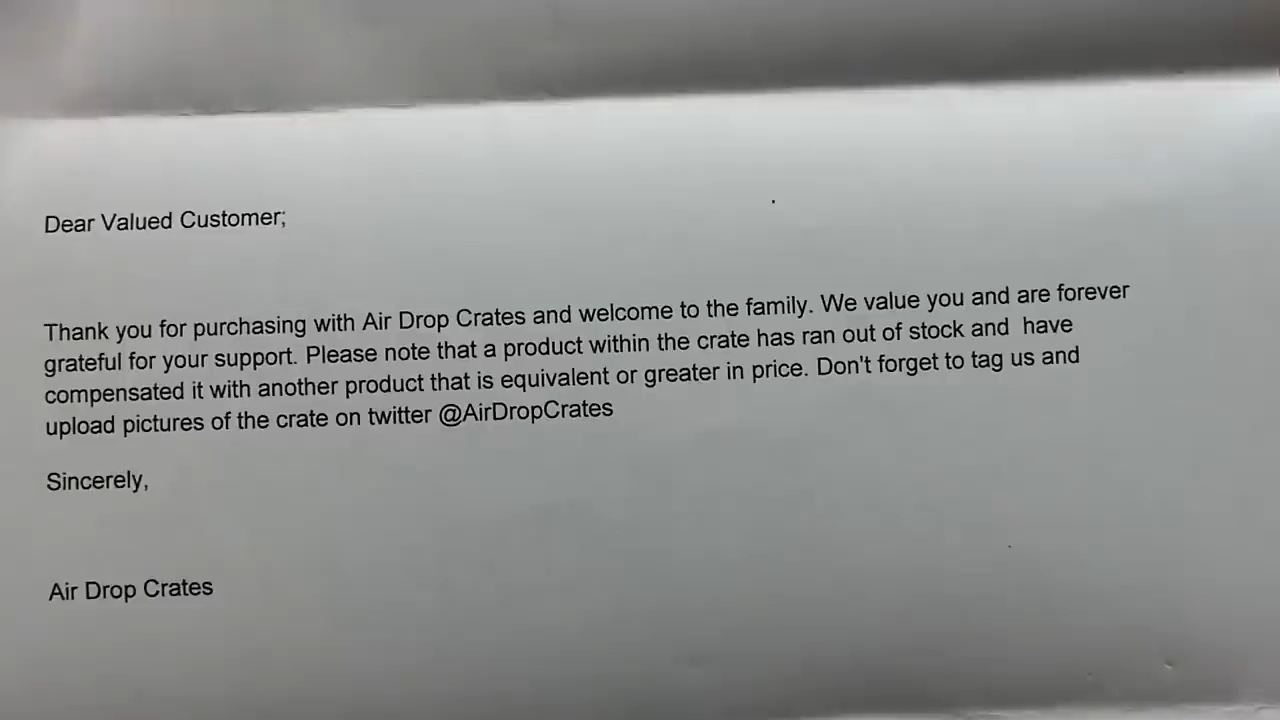 Dear Valued Customer;
Thank you for purchasing with Air Drop Crates and welcome to the family. We value you and are forever
grateful for your support. Please note that a product within the crate has ran out of stock and  have
compensated it with another product that is equivalent or greater in price. Don't forget to tag us and
upload pictures of the crate on twitter @AirDropCrates
Sincerely,
Air Drop Crates